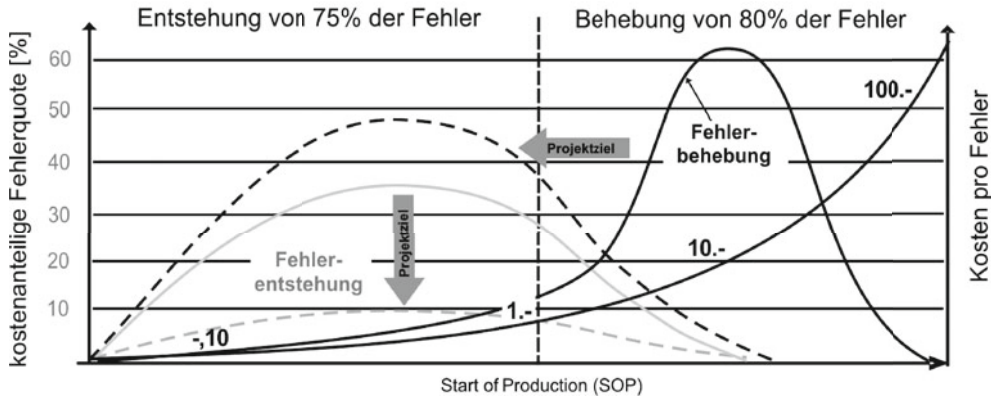 Entstehung von 75% der Fehler
Behebung von 80% der Fehler
kostenanteilige Fehlerquote [%]
60
50
40
30
20
10
Fehler-
entstehung
Projektziel
Projektziel
Fehler-
behebung
-,10
1.-
10.-
100.-
Kosten pro Fehler
Start of Production (SOP)